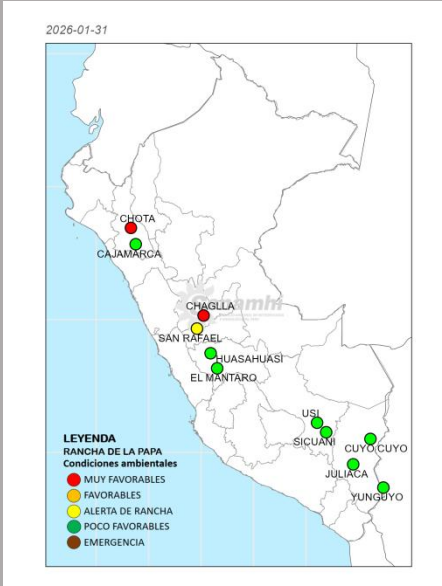 2026-01-31
CHOTA
CAJAMARCA
CHAGLLA
SAN RAFAEL
HUASAHUASI
EL MANTARO
USI
SICUANI
CUYO CUYO
JULIACA
YUNGUYO
LEYENDA
RANCHA DE LA PAPA
Condiciones ambientales
MUY FAVORABLES
FAVORABLES
ALERTA DE RANCHA
POCO FAVORABLES
EMERGENCIA